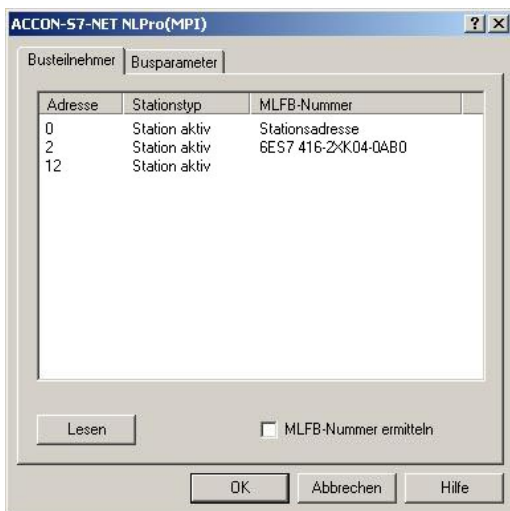 ACCON-S7-NET NLPro(MPI)
Busteilnehmer Busparameter
Adresse Stationstyp MLFB-Nummer
0 Station aktiv Stationsadresse
2 Station aktiv 6ES7 416-2XK04-0AB0
12 Station aktiv
Lesen MLFB-Nummer ermitteln
OK Abbrechen Hilfe